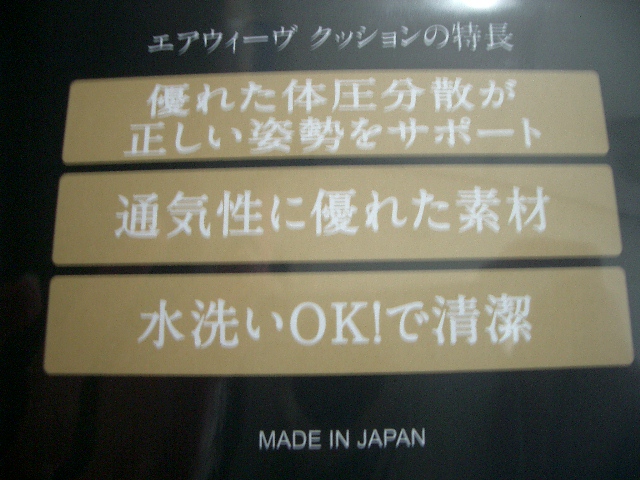 エアウィーヴ クッションの特長
優れた体圧分散が
正しい姿勢をサポート
通気性に優れた素材
水洗いOK!で清潔
MADE IN JAPAN